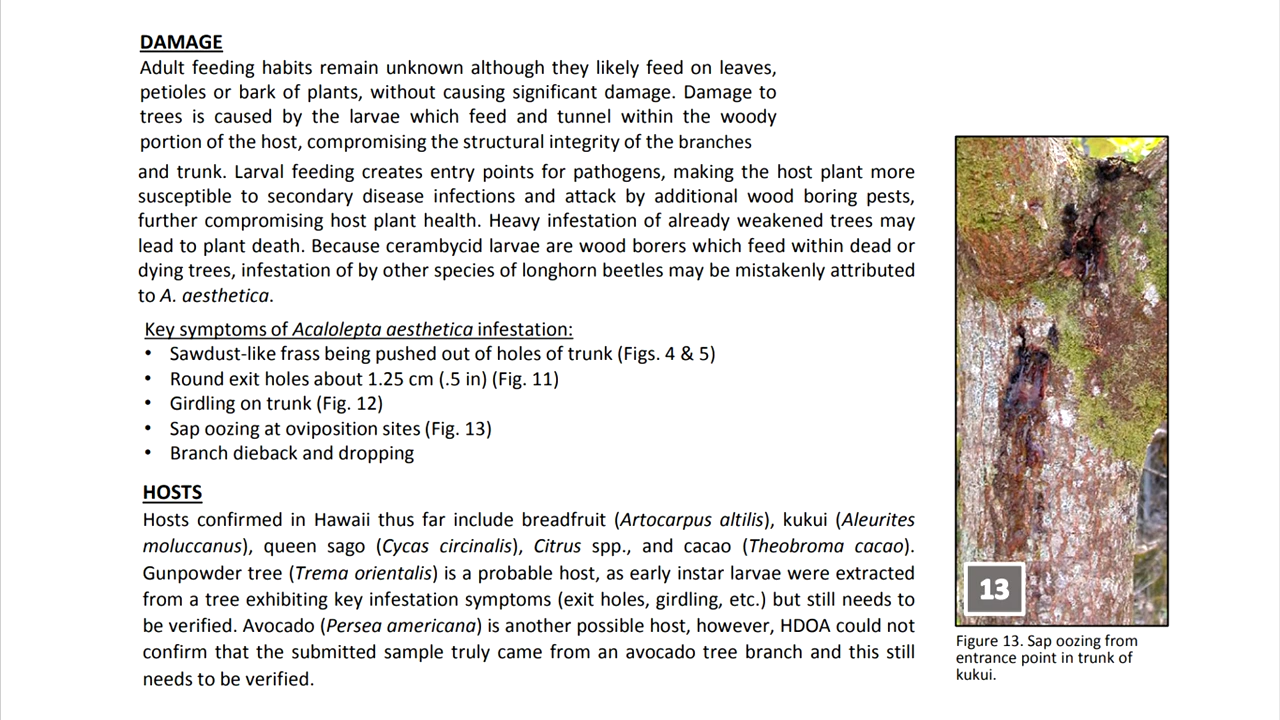 DAMAGE
Adult feeding habits remain unknown although they likely feed on leaves,
petioles or bark of plants, without causing significant damage. Damage to
trees is caused by the larvae which feed and tunnel within the woody
portion of the host, compromising the structural integrity of the branches
and trunk. Larval feeding creates entry points for pathogens, making the host plant more
susceptible to secondary disease infections and attack by additional wood boring pests,
further compromising host plant health. Heavy infestation of already weakened trees may
lead to plant death. Because cerambycid larvae are wood borers which feed within dead or
dying trees, infestation of by other species of longhorn beetles may be mistakenly attributed
to A. aesthetica.
Key symptoms of Acalolepta aesthetica infestation:
• Sawdust-like frass being pushed out of holes of trunk (Figs. 4 & 5)
• Round exit holes about 1.25 cm (.5 in) (Fig. 11)
• Girdling on trunk (Fig. 12)
• Sap oozing at oviposition sites (Fig. 13)
• Branch dieback and dropping
HOSTS
Hosts confirmed in Hawaii thus far include breadfruit (Artocarpus altilis), kukui (Aleurites
moluccanus), queen sago (Cycas circinalis), Citrus spp., and cacao (Theobroma cacao).
Gunpowder tree (Trema orientalis) is a probable host, as early instar larvae were extracted
from a tree exhibiting key infestation symptoms (exit holes, girdling, etc.) but still needs to
be verified. Avocado (Persea americana) is another possible host, however, HDOA could not
confirm that the submitted sample truly came from an avocado tree branch and this still
needs to be verified.
13
Figure 13. Sap oozing from
entrance point in trunk of
kukui.